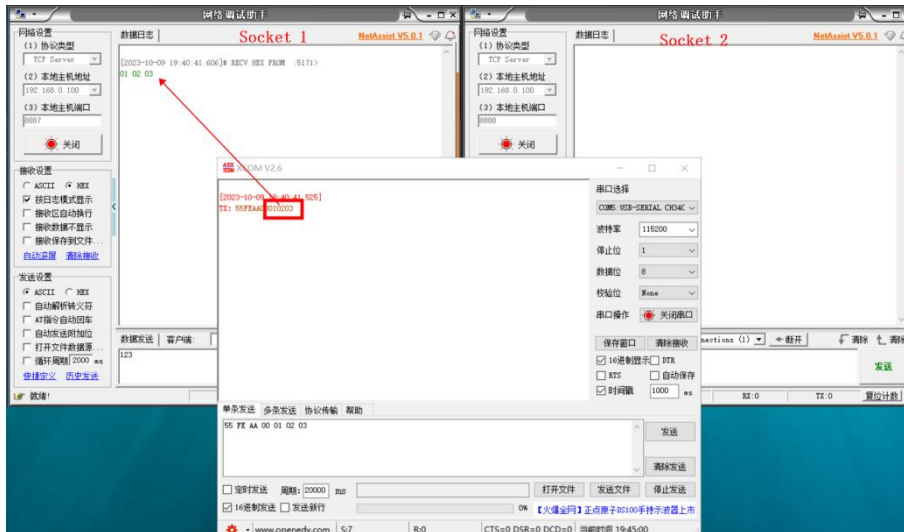 网络调试助手
网络设置
(1) 协议类型
TCP Server
(2) 本地主机地址
192.168.0.100
(3) 本地主机端口
8887
关闭
接收设置
ASCII HEX
按日志模式显示
接收区自动换行
接收数据不显示
接收保存到文件...
自动滚屏 清除接收
发送设置
ASCII HEX
自动解析转义符
AT指令自动回车
自动发送附加位
打开文件数据源...
循环周期 2000 ms
快捷定义 历史发送
就绪!
数据日志
Socket 1
NetAssist V5.0.1
[2023-10-09 19:40:41.606]# RECV HEX FROM :5171>
01 02 03
数据发送 客户端:
123
网络调试助手
网络设置
(1) 协议类型
TCP Server
(2) 本地主机地址
192.168.0.100
(3) 本地主机端口
8888
关闭
数据日志
Socket 2
NetAssist V5.0.1
nnections (1) 断开 清除 清除
发送
RX:0 TX:0 复位计数
XCOM V2.6
[2023-10-09 19:40:41.525]
TX: 55FEAA00010203
串口选择
COM5: USB-SERIAL CH34
波特率 115200
停止位 1
数据位 8
校验位 None
串口操作 关闭串口
保存窗口 清除接收
16进制显示 DTR
RTS 自动保存
时间戳 1000 ms
单条发送 多条发送 协议传输 帮助
55 FE AA 00 01 02 03
发送
清除发送
定时发送 周期: 20000 ms 打开文件 发送文件 停止发送
16进制发送 发送新行 0% 【火爆全网】正点原子DS100手持示波器上市
www.openedv.com S:7 R:0 CTS=0 DSR=0 DCD=0 当前时间 19:45:00